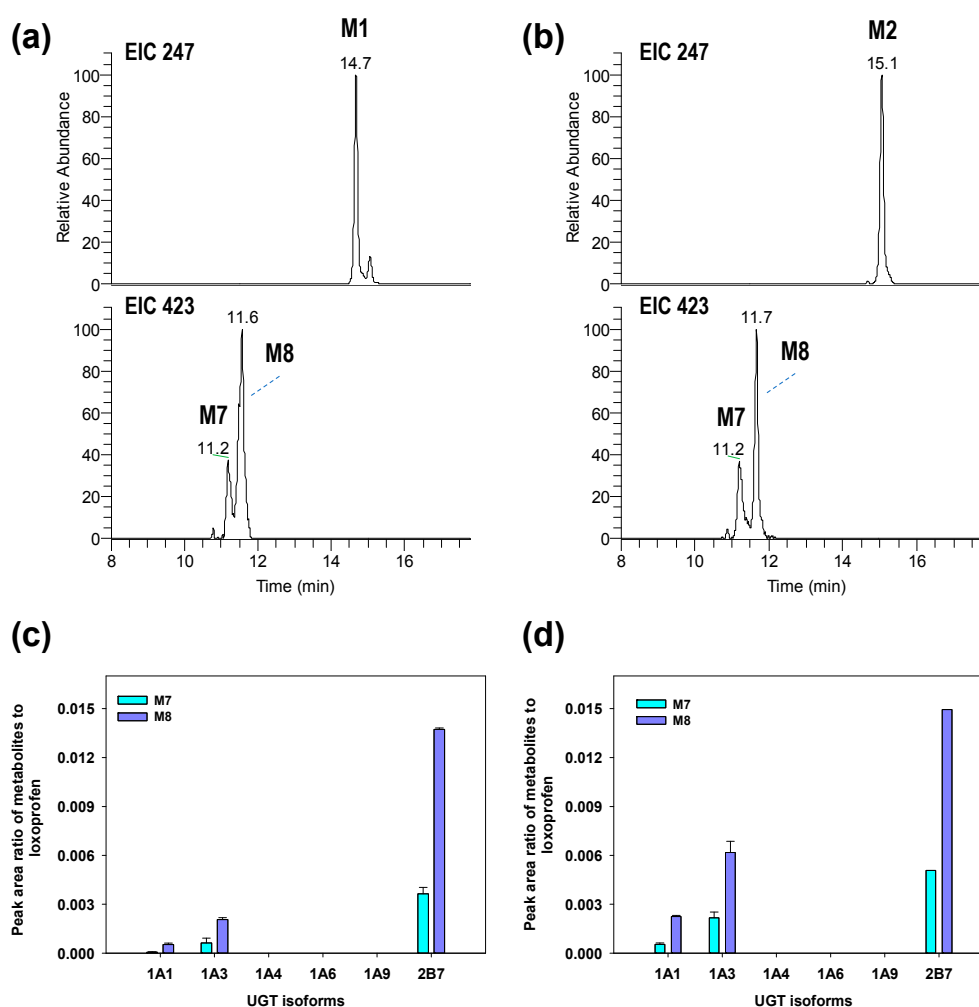 (a)
EIC 247
M1
14.7
Relative Abundance
100
80
60
40
20
0
EIC 423
11.6
M8
M7
11.2
100
80
60
40
20
0
8 10 12 14 16
Time (min)
(b)
EIC 247
M2
15.1
Relative Abundance
100
80
60
40
20
0
EIC 423
11.7
M8
M7
11.2
100
80
60
40
20
0
8 10 12 14 16
Time (min)
(c)
Peak area ratio of metabolites to
loxoprofen
0.015
0.012
0.009
0.006
0.003
0.000
M7
M8
1A1 1A3 1A4 1A6 1A9 2B7
UGT isoforms
(d)
Peak area ratio of metabolites to
loxoprofen
0.015
0.012
0.009
0.006
0.003
0.000
M7
M8
1A1 1A3 1A4 1A6 1A9 2B7
UGT isoforms